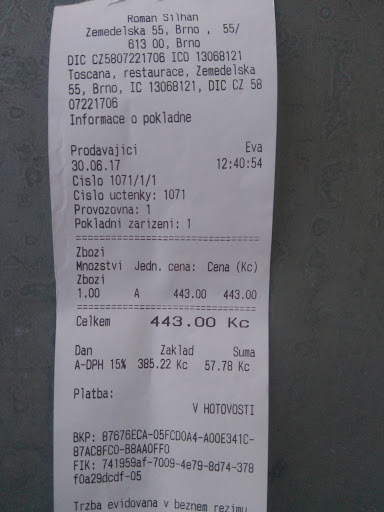 Roman Silhan
Zemedelska 55, Brno , 55/
613 00, Brno
DIC CZ5807221706 ICO 13068121
Toscana, restaurace, Zemedelska
55, Brno, IC 13068121, DIC CZ 58
07221706
Informace o pokladne
Prodavajici Eva
30.06.17 12:40:54
Cislo 1071/1/1
Cislo uctenky: 1071
Provozovna: 1
Pokladni zarizeni: 1
================================
Zbozi
Mnozstvi Jedn. cena: Cena (Kc)
Zbozi
1.00 A 443.00 443.00
================================
Celkem 443.00 Kc
Dan Zaklad Suma
A-DPH 15% 385.22 Kc 57.78 Kc
Platba:
V HOTOVOSTI
BKP: 87676ECA-05FCD0A4-A00E341C-
87AC8FC0-B8AA0FF0
FIK: 741959af-7009-4e79-8d74-378
f0a29dcdf-05
Trzba evidovana v beznem rezimu